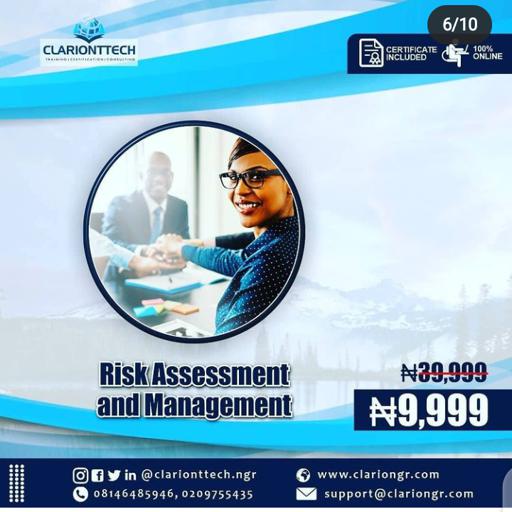 6/10
CLARIONTTECH
TRAINING | CERTIFICATION | CONSULTING
CERTIFICATE
INCLUDED
100%
ONLINE
Risk Assessment
and Management
₦39,999
₦9,999
@clarionttech.ngr
www.clariongr.com
08146485946, 0209755435
support@clariongr.com